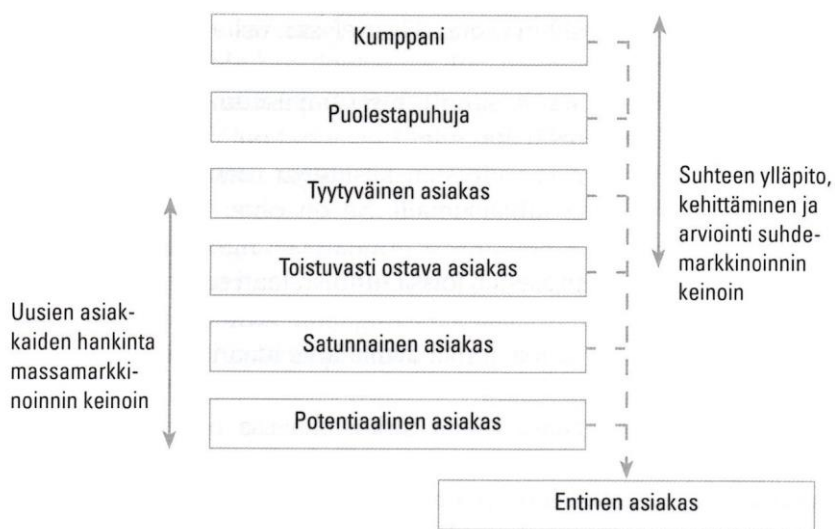 Kumppani
Puolestapuhuja
Tyytyväinen asiakas
Toistuvasti ostava asiakas
Satunnainen asiakas
Potentiaalinen asiakas
Entinen asiakas
Uusien asiak-
kaiden hankinta
massamarkki-
noinnin keinoin
Suhteen ylläpito,
kehittäminen ja
arviointi suhde-
markkinoinnin
keinoin